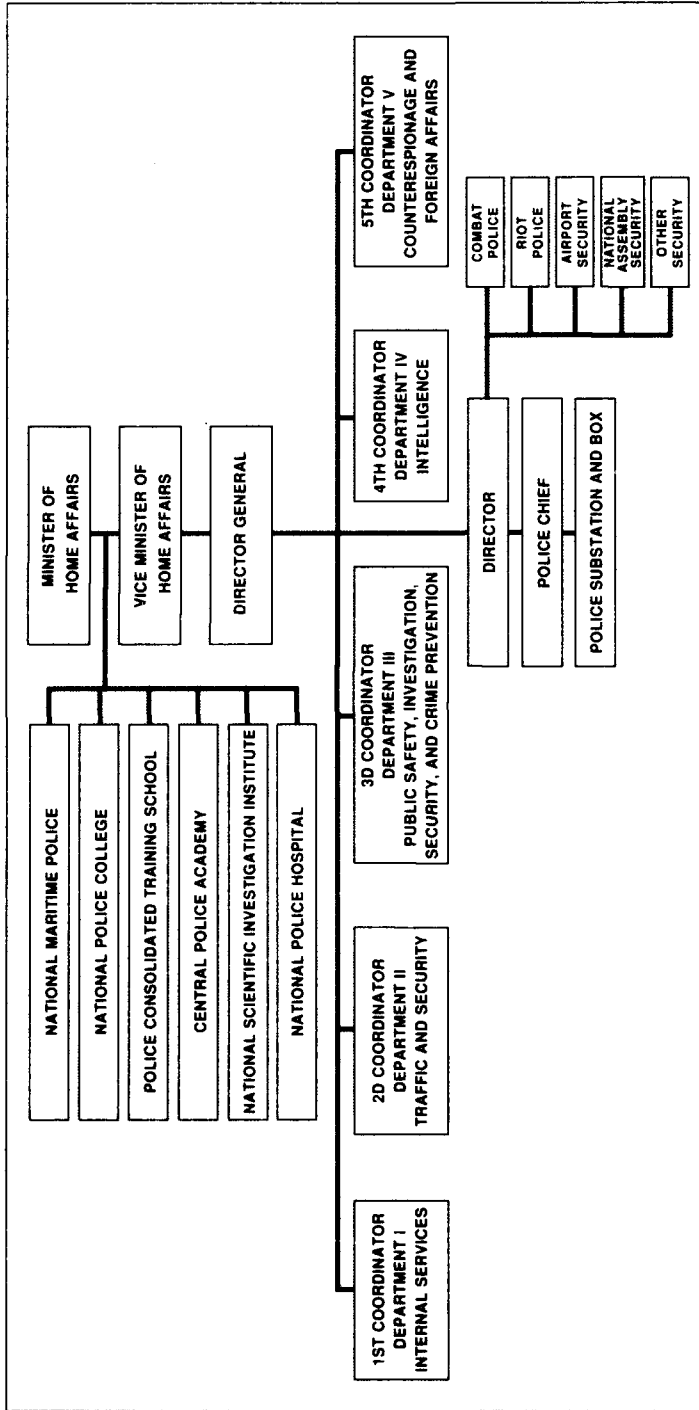 MINISTER OF
HOME AFFAIRS
VICE MINISTER OF
HOME AFFAIRS
DIRECTOR GENERAL
NATIONAL MARITIME POLICE
NATIONAL POLICE COLLEGE
POLICE CONSOLIDATED TRAINING SCHOOL
CENTRAL POLICE ACADEMY
NATIONAL SCIENTIFIC INVESTIGATION INSTITUTE
NATIONAL POLICE HOSPITAL
1ST COORDINATOR
DEPARTMENT I
INTERNAL SERVICES
2D COORDINATOR
DEPARTMENT II
TRAFFIC AND SECURITY
3D COORDINATOR
DEPARTMENT III
PUBLIC SAFETY, INVESTIGATION,
SECURITY, AND CRIME PREVENTION
4TH COORDINATOR
DEPARTMENT IV
INTELLIGENCE
5TH COORDINATOR
DEPARTMENT V
COUNTERESPIONAGE AND
FOREIGN AFFAIRS
DIRECTOR
POLICE CHIEF
POLICE SUBSTATION AND BOX
COMBAT
POLICE
RIOT
POLICE
AIRPORT
SECURITY
NATIONAL
ASSEMBLY
SECURITY
OTHER
SECURITY